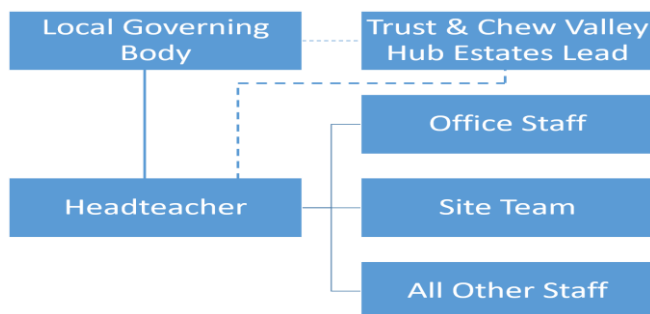 Local Governing
Body
Trust & Chew Valley
Hub Estates Lead
Office Staff
Headteacher
Site Team
All Other Staff